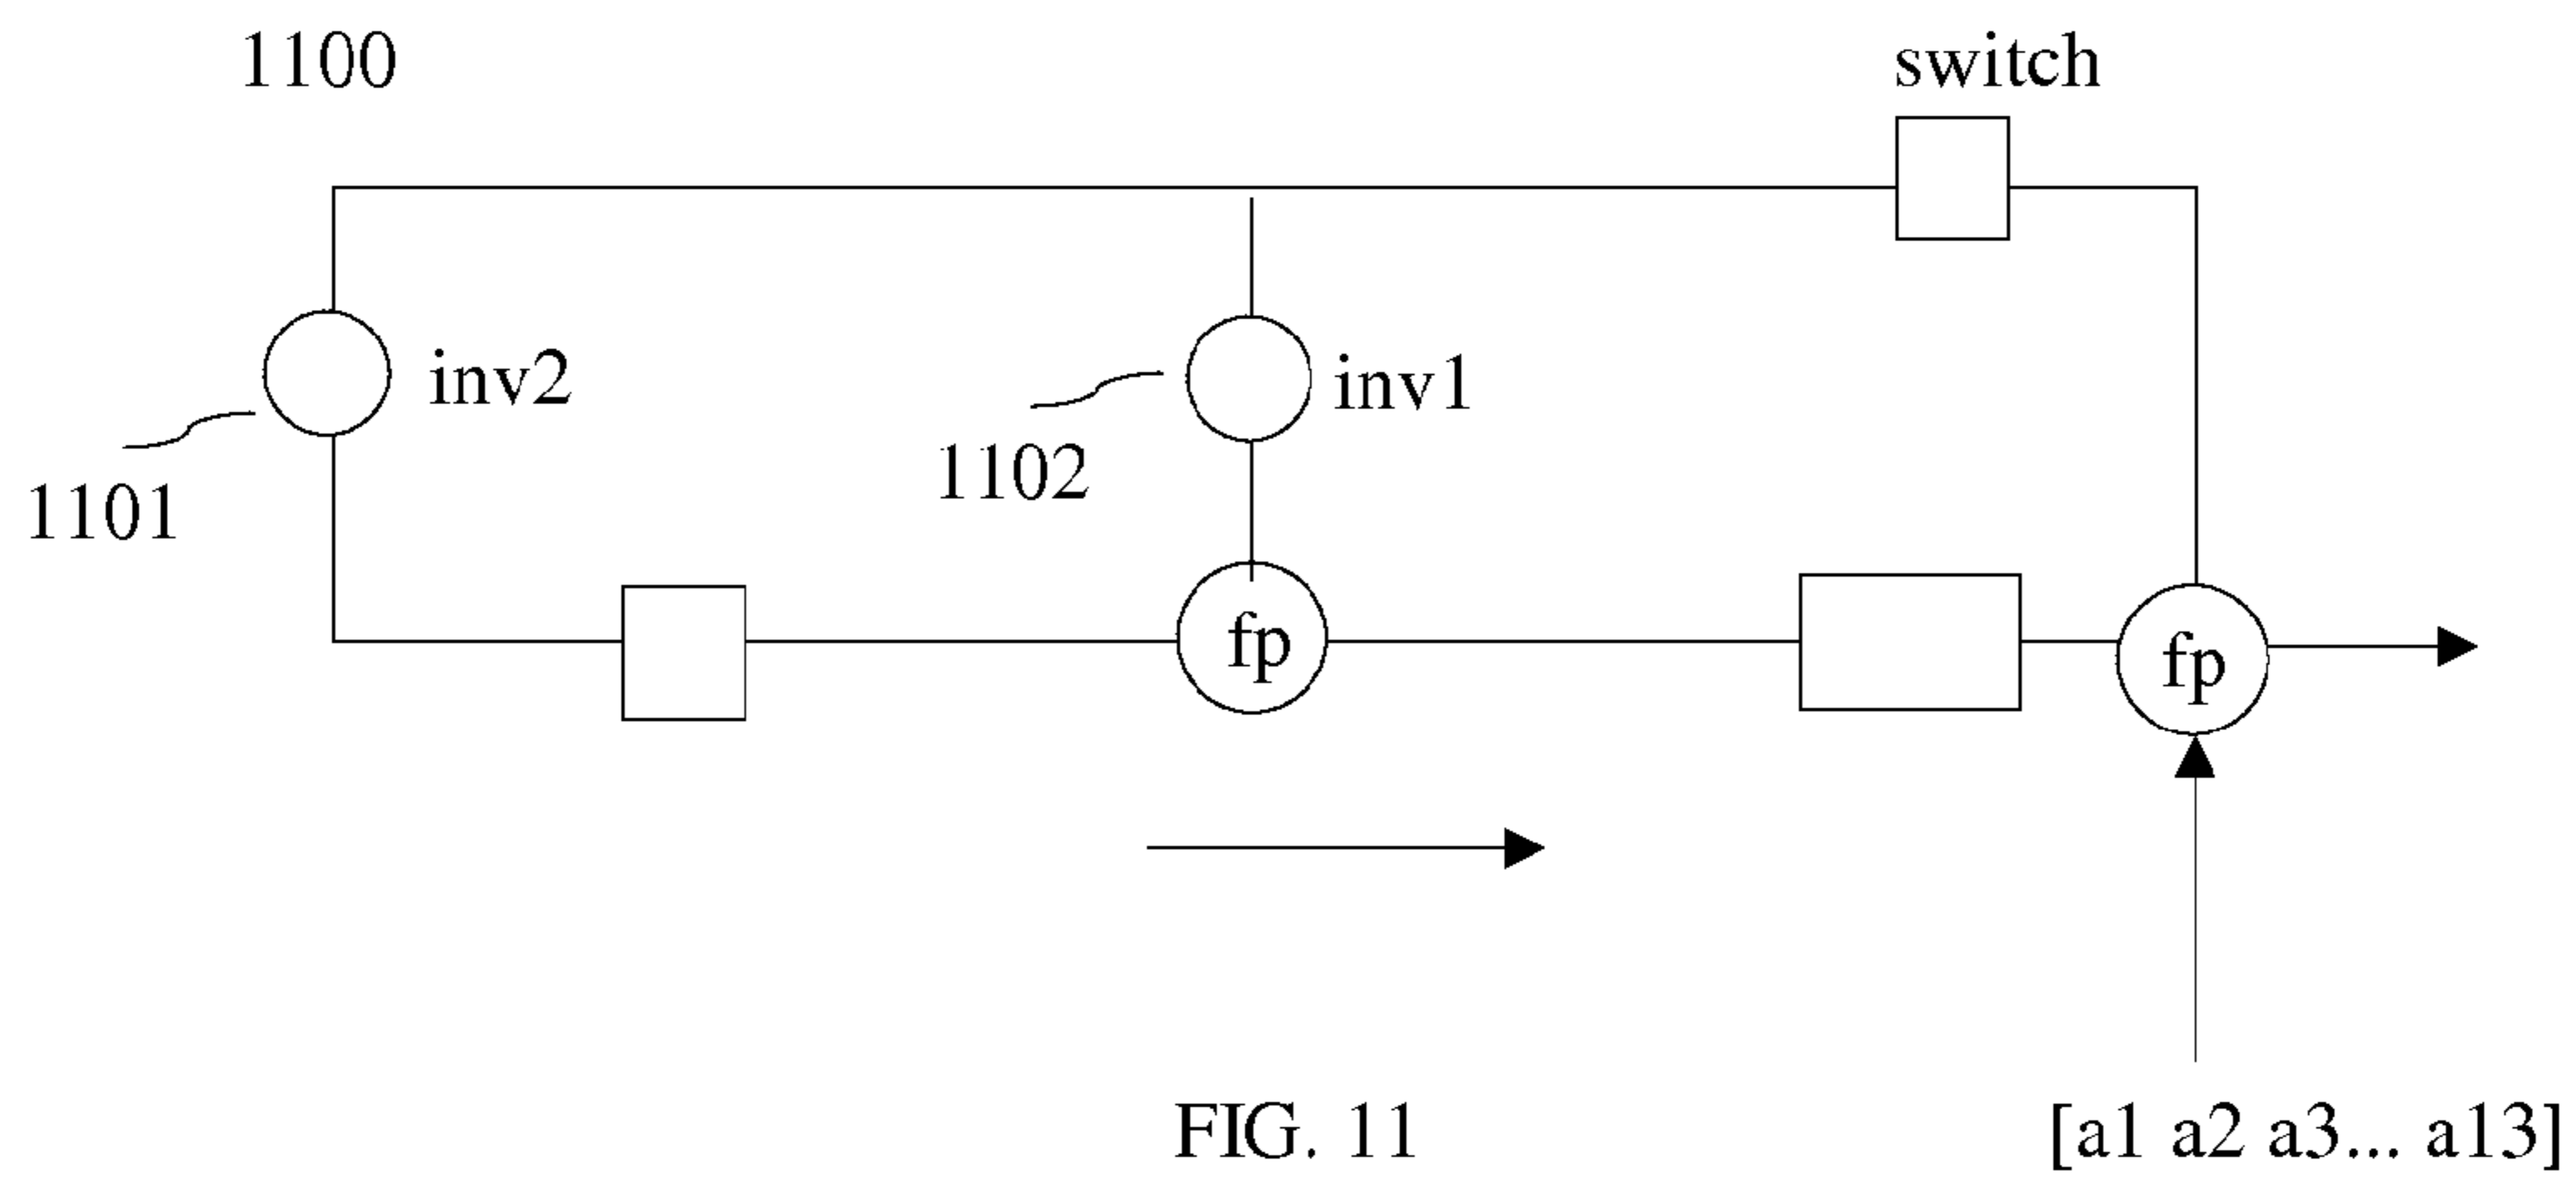 1100
switch
inv2
inv1
1101
1102
fp
fp
FIG. 11
[a1 a2 a3... a13]